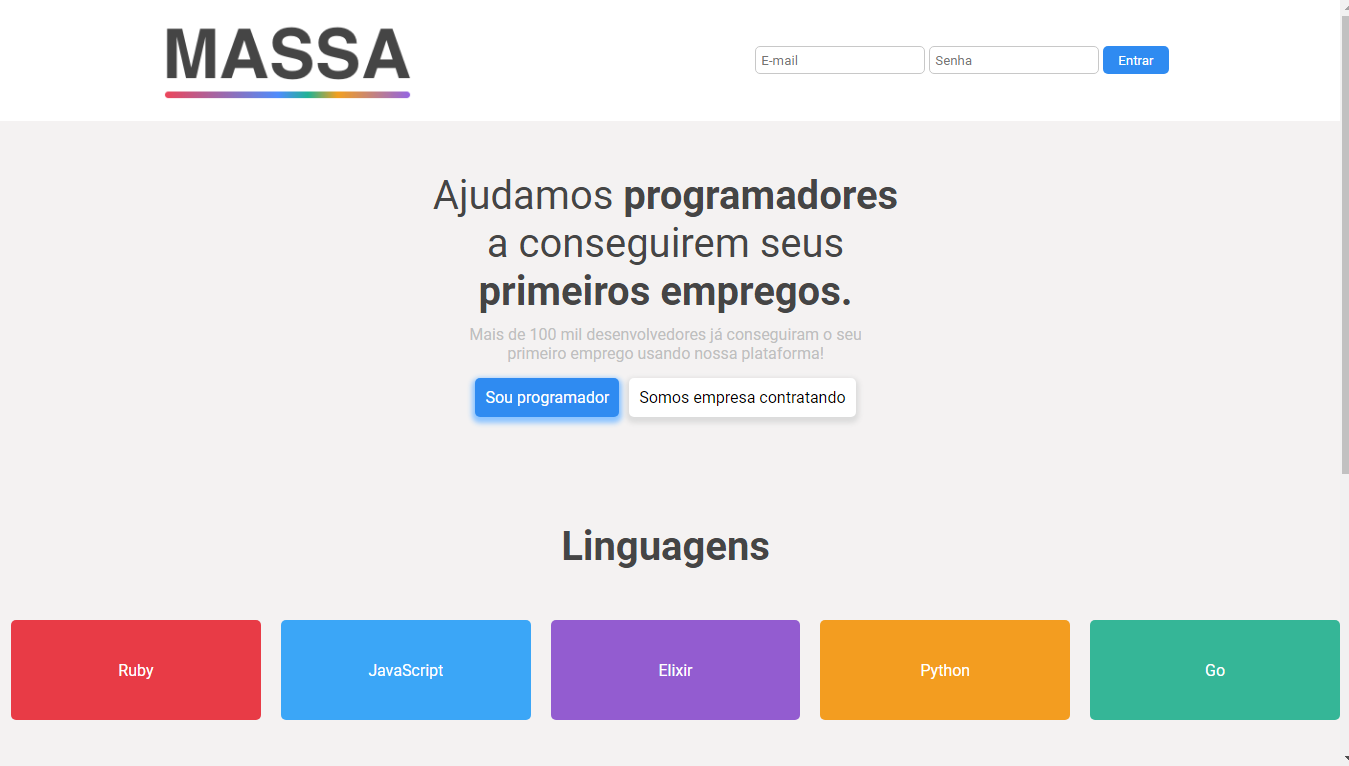 MASSA
E-mail
Senha
Entrar
Ajudamos programadores
a conseguirem seus
primeiros empregos.
Mais de 100 mil desenvolvedores já conseguiram o seu
primeiro emprego usando nossa plataforma!
Sou programador
Somos empresa contratando
Linguagens
Ruby
JavaScript
Elixir
Python
Go